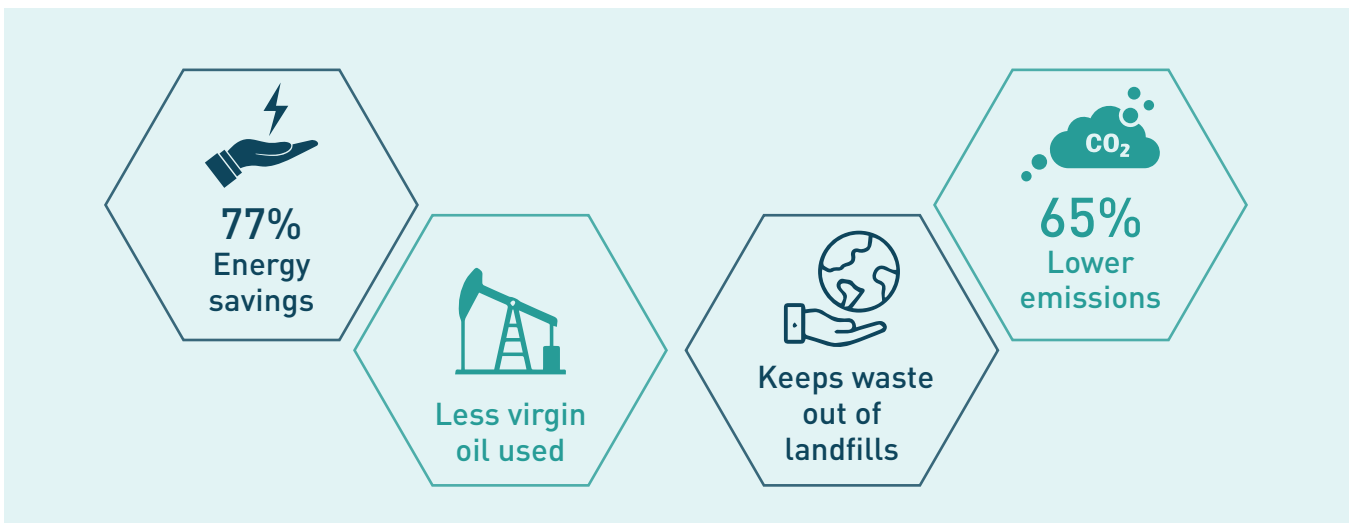 77%
Energy
savings
Less virgin
oil used
Keeps waste
out of
landfills
CO₂
65%
Lower
emissions